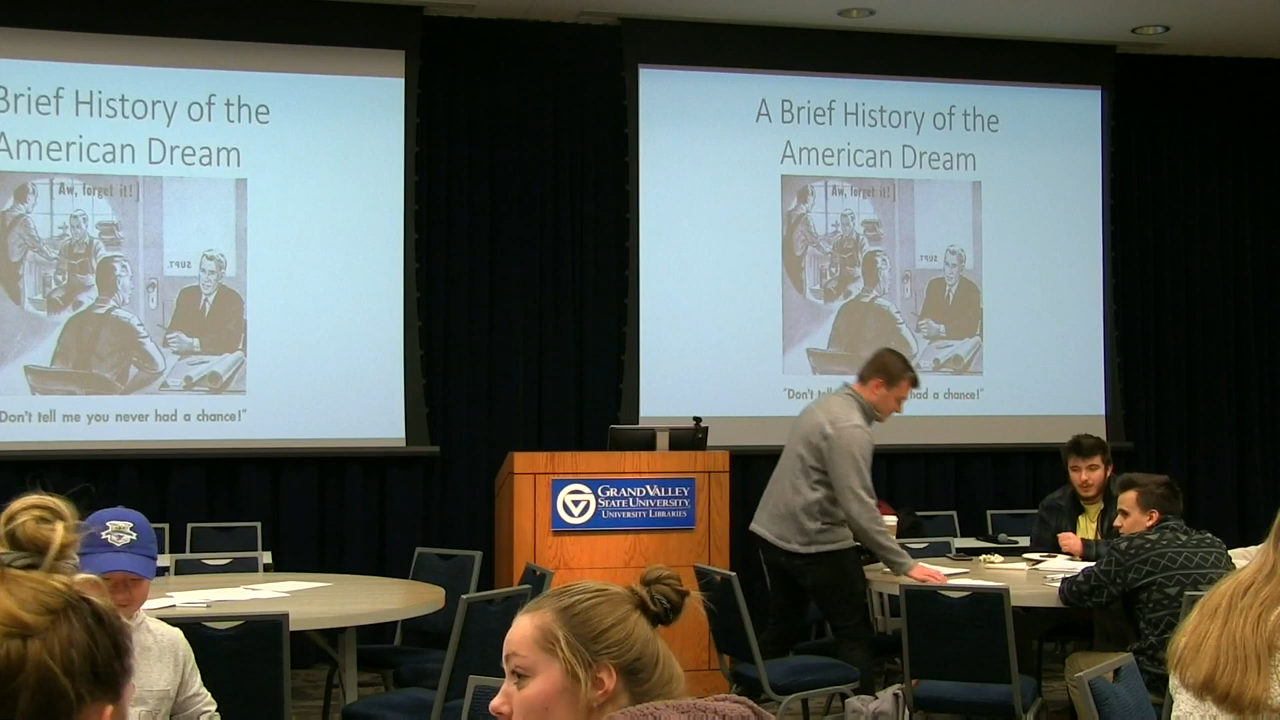 Brief History of the
American Dream
Aw, forget it!
SUPT.
Don't tell me you never had a chance!"
A Brief History of the
American Dream
Aw, forget it!
SUPT.
"Don't had a chance!"
GRAND VALLEY
STATE UNIVERSITY
UNIVERSITY LIBRARIES